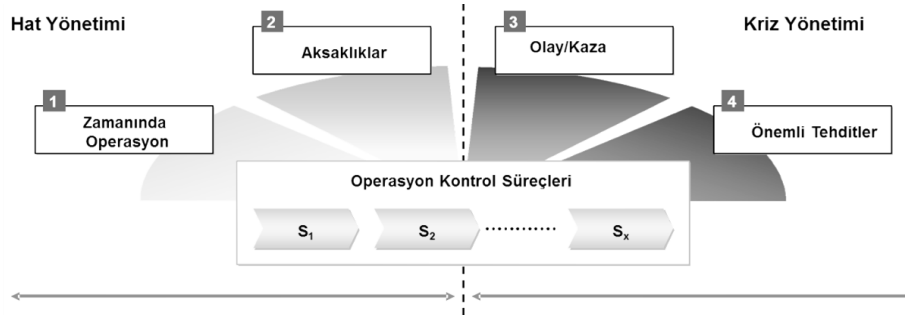 Hat Yönetimi
Kriz Yönetimi
1
Zamanında
Operasyon
2
Aksaklıklar
3
Olay/Kaza
4
Önemli Tehditler
Operasyon Kontrol Süreçleri
S1
S2
............
Sx